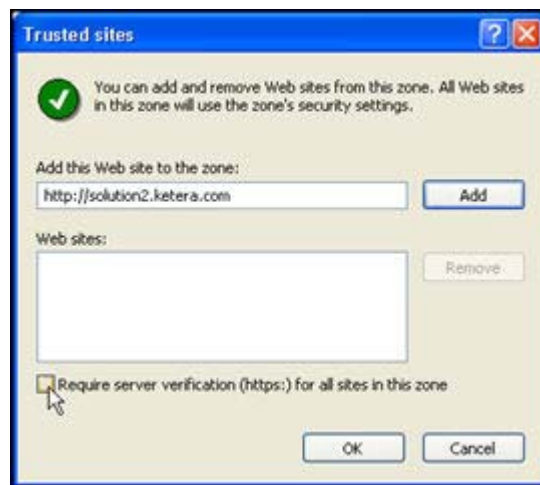 Trusted sites
You can add and remove Web sites from this zone. All Web sites
in this zone will use the zone's security settings.
Add this Web site to the zone:
http://solution2.ketera.com
Add
Web sites:
Remove
Require server verification (https:) for all sites in this zone
OK
Cancel